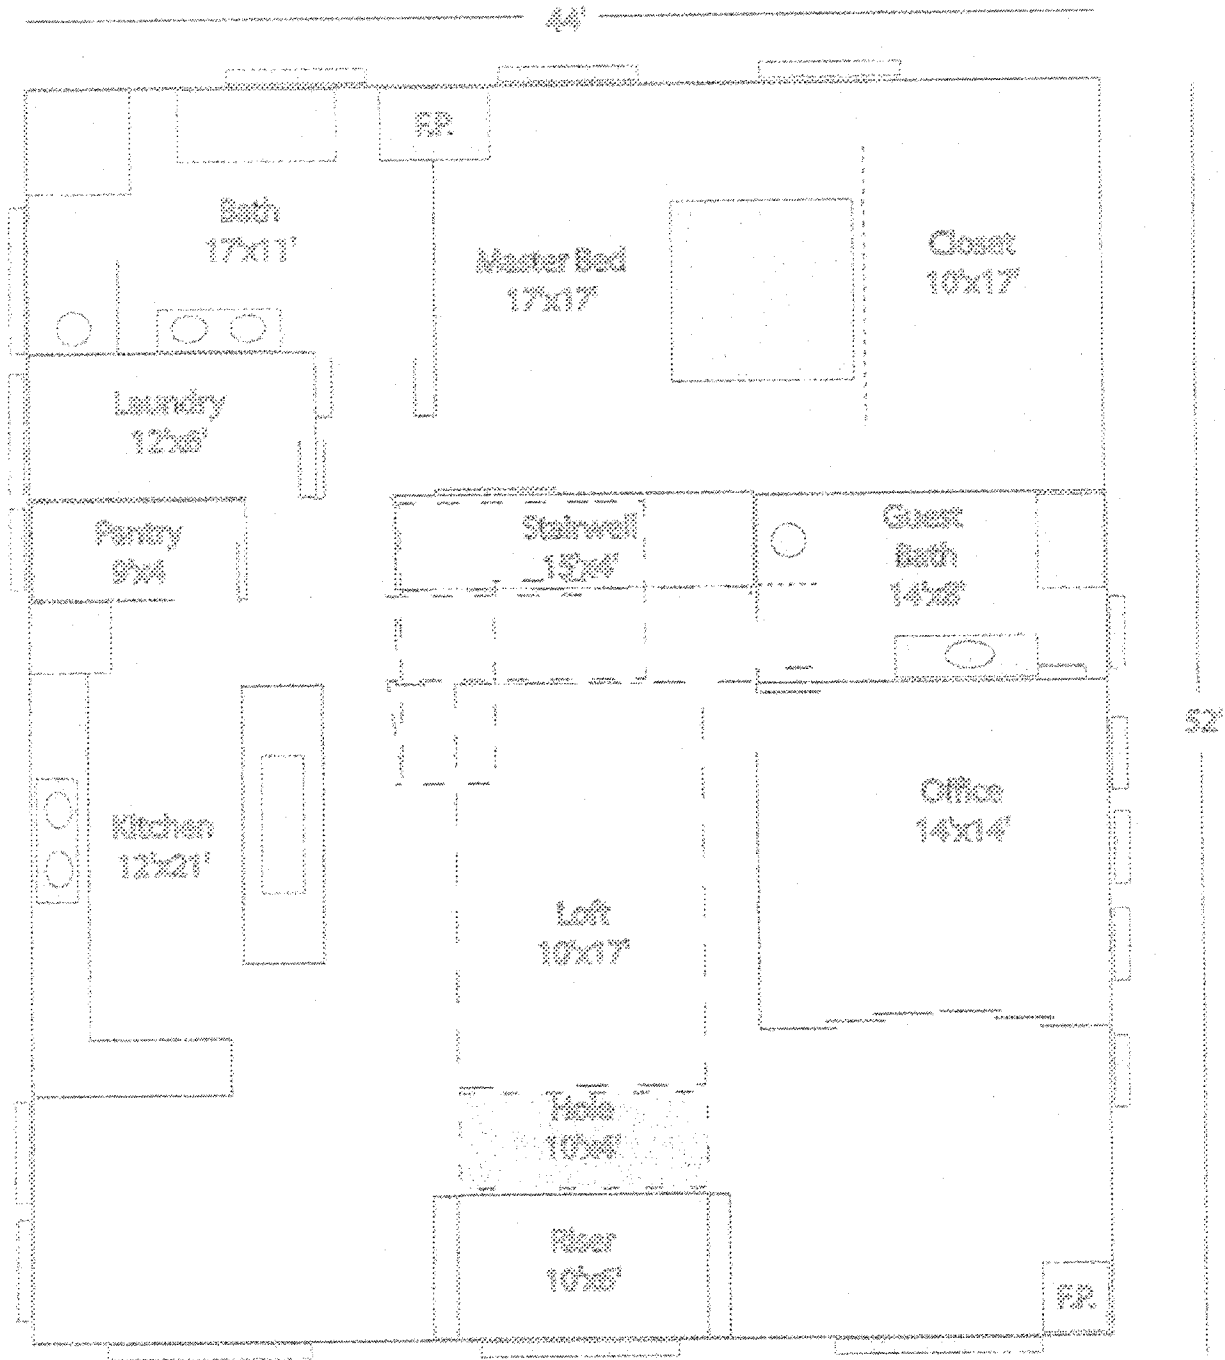 44'
F.P.
Bath
17'x11'
Master Bed
17'x17'
Closet
10'x17'
Laundry
12'x6'
Pantry
9'x4
Stairwell
15'x4'
Guest
Bath
14'x8'
52'
Kitchen
12'x21'
Office
14'x14'
Loft
10'x17'
Hole
10'x4'
Riser
10'x6'
F.P.